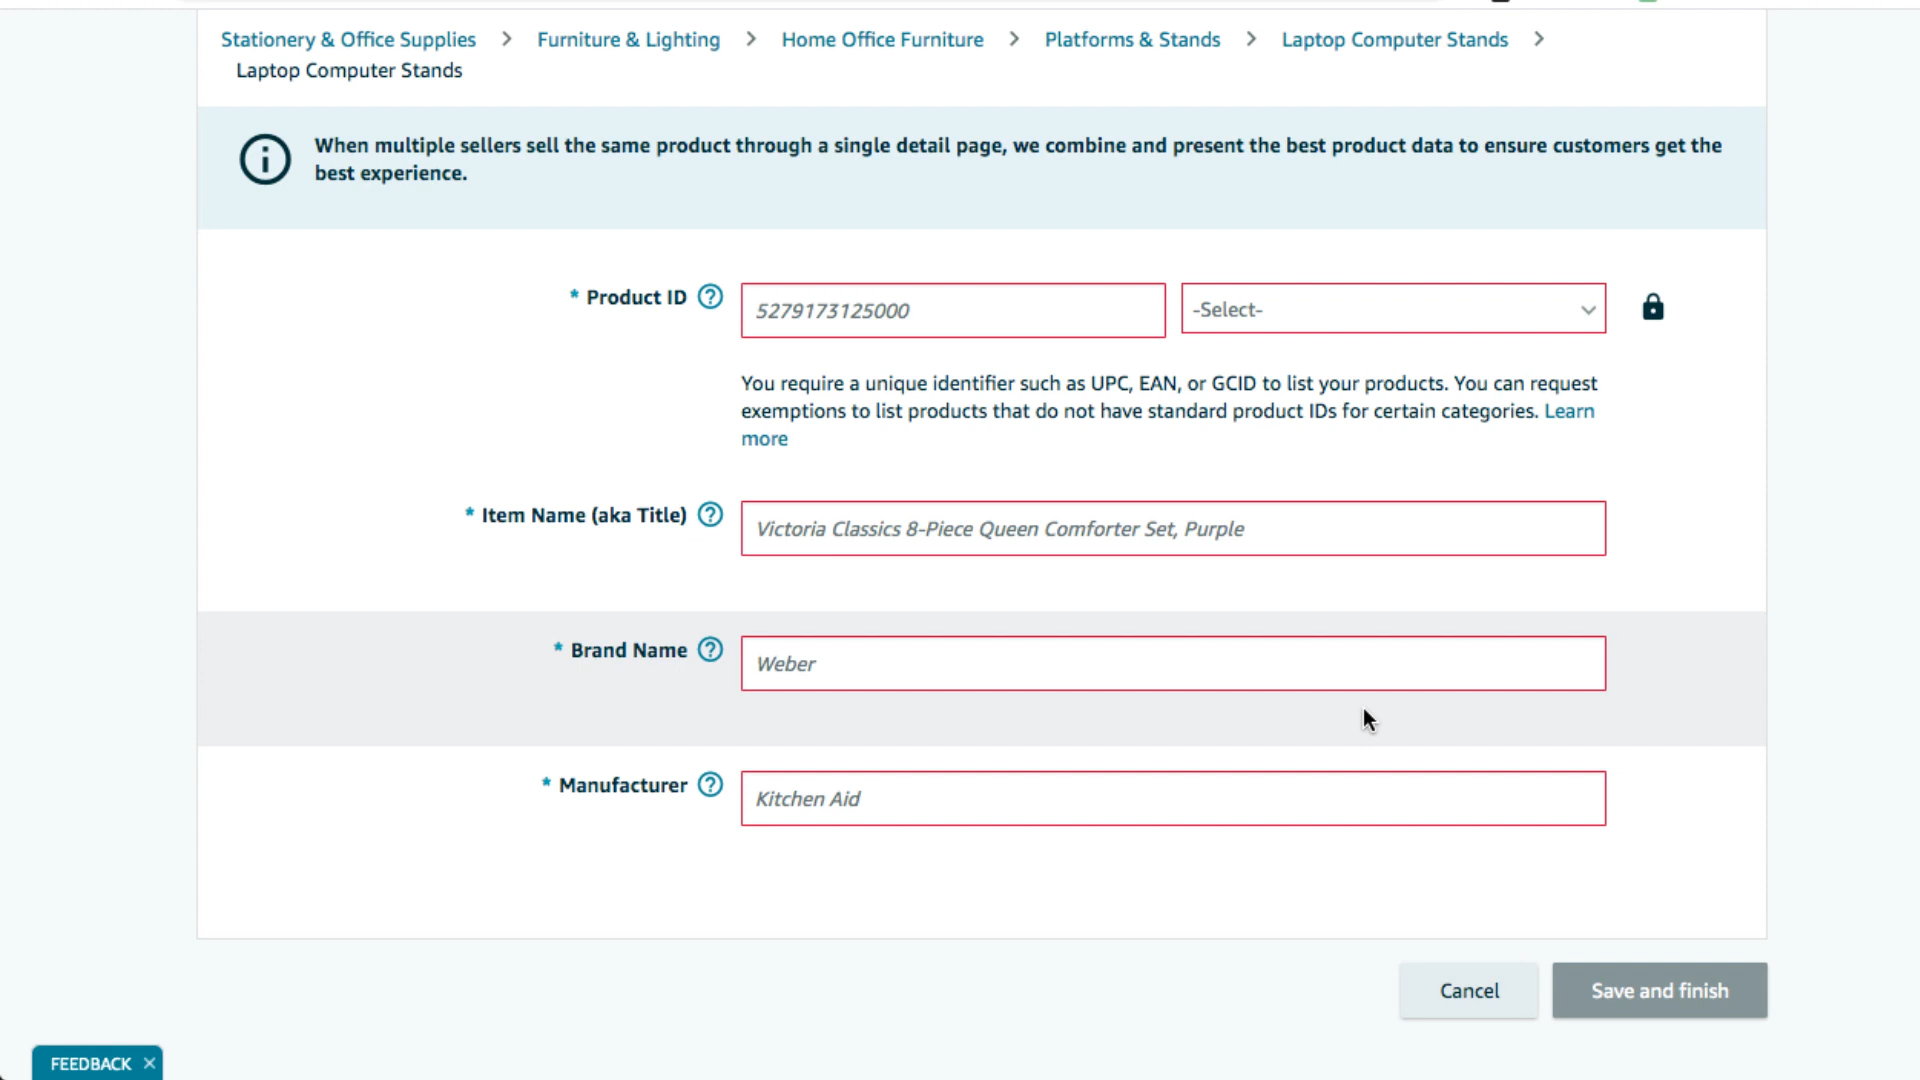 Stationery & Office Supplies > Furniture & Lighting > Home Office Furniture > Platforms & Stands > Laptop Computer Stands >
Laptop Computer Stands
When multiple sellers sell the same product through a single detail page, we combine and present the best product data to ensure customers get the
best experience.
* Product ID ? 5279173125000 -Select-
You require a unique identifier such as UPC, EAN, or GCID to list your products. You can request
exemptions to list products that do not have standard product IDs for certain categories. Learn
more
* Item Name (aka Title) ? Victoria Classics 8-Piece Queen Comforter Set, Purple
* Brand Name ? Weber
* Manufacturer ? Kitchen Aid
Cancel Save and finish
FEEDBACK ×